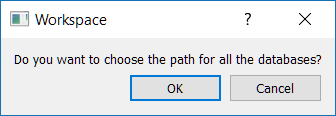 Workspace
?
Do you want to choose the path for all the databases?
OK Cancel